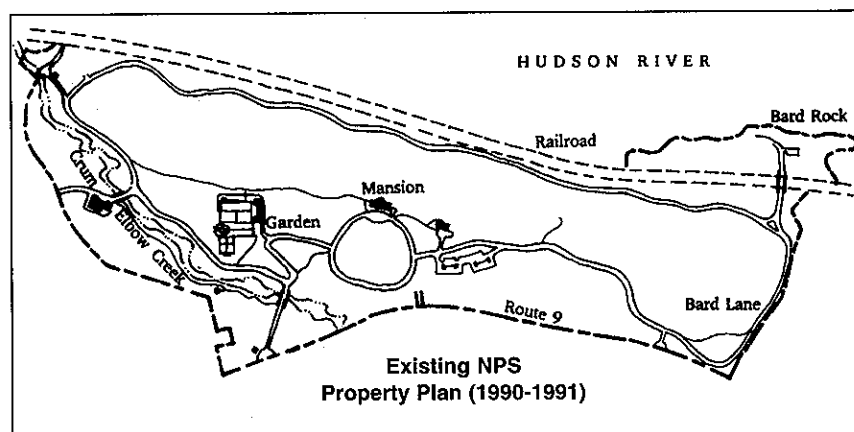 HUDSON RIVER
Bard Rock
Railroad
Mansion
Garden
Crum
Elbow Creek
Bard Lane
Route 9
Existing NPS
Property Plan (1990-1991)